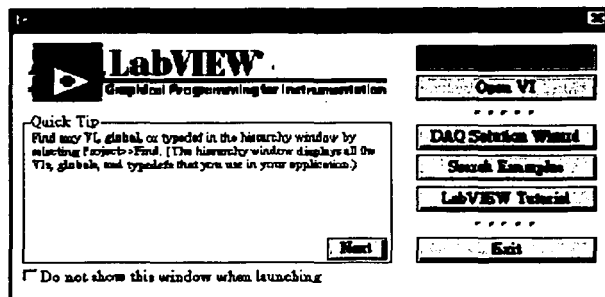 LabVIEW
Graphical Programming for Instrumentation
Quick Tip
Find any VI, global, or typedef in the hierarchy window by
selecting Project>>Find. (The hierarchy window displays all the
VIs, globals, and typedefs that you use in your application.)
Next
Do not show this window when launching
Open VI
DAQ Solution Wizard
Search Examples
LabVIEW Tutorial
Exit